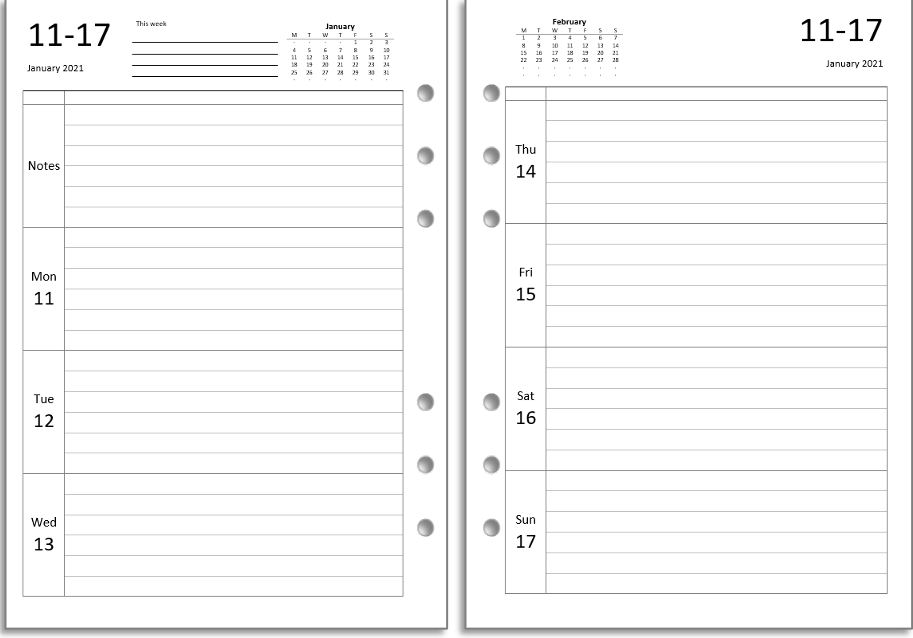 11-17
January 2021
This week
January
M T W T F S S
. . . . 1 2 3
4 5 6 7 8 9 10
11 12 13 14 15 16 17
18 19 20 21 22 23 24
25 26 27 28 29 30 31
. . . . . . .
Notes
Mon
11
Tue
12
Wed
13
February
M T W T F S S
1 2 3 4 5 6 7
8 9 10 11 12 13 14
15 16 17 18 19 20 21
22 23 24 25 26 27 28
. . . . . . .
. . . . . . .
11-17
January 2021
Thu
14
Fri
15
Sat
16
Sun
17